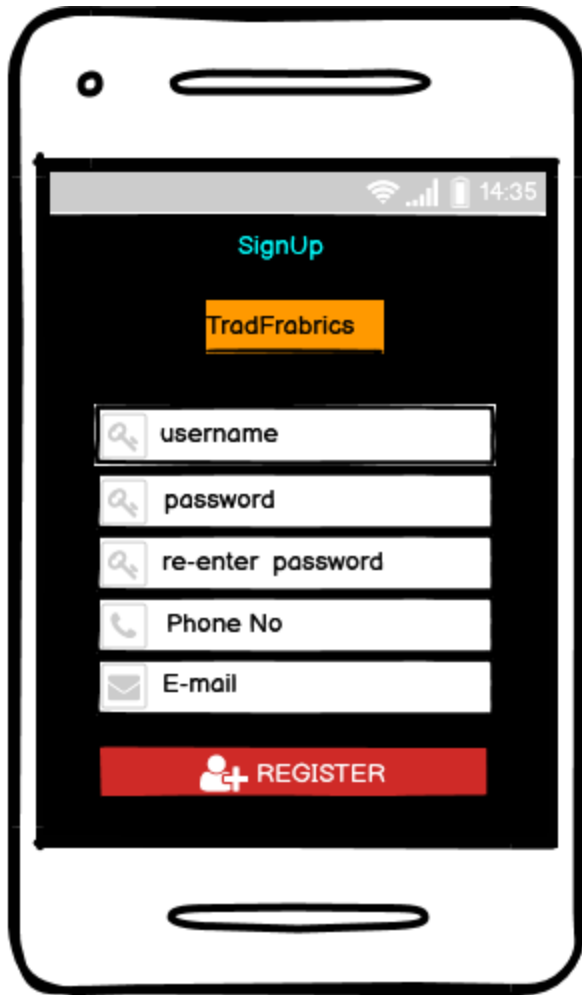 14:35
SignUp
TradFrabrics
username
password
re-enter password
Phone No
E-mail
REGISTER